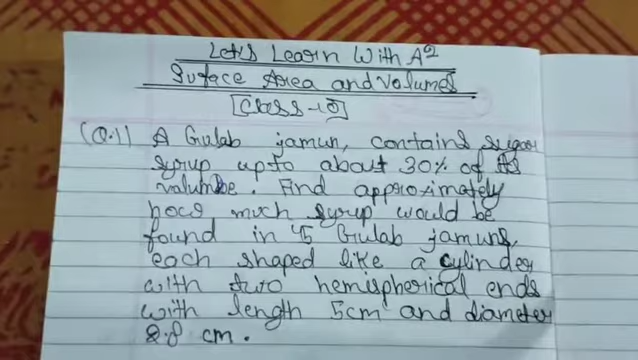 Let's Learn With A²
Surface Area and Volumes
[Class-10]
(Q.1) A Gulab jamun, contains sugar
syrup upto about 30% of its
volume. Find approximately
how much syrup would be
found in 45 Gulab jamuns,
each shaped like a cylinder
with two hemispherical ends
with length 5cm and diameter
2.8 cm.